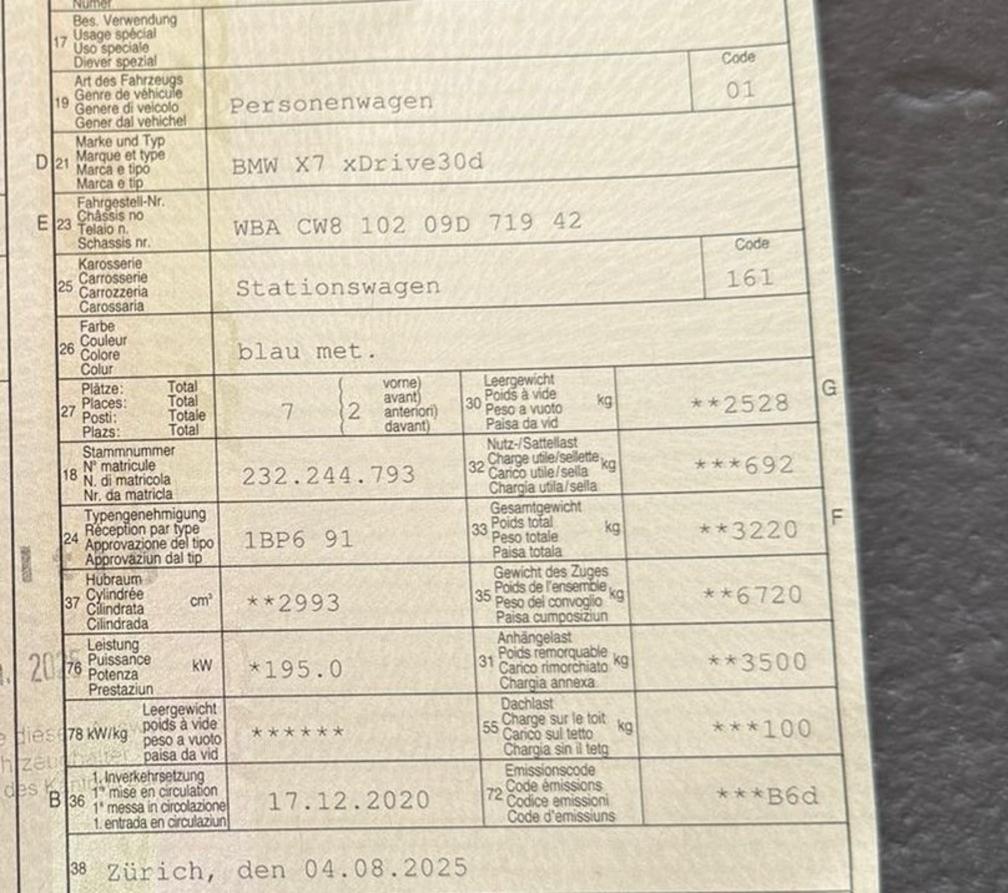 Numer
17 Bes. Verwendung
Usage spécial
Uso speciale
Diever spezial
19 Art des Fahrzeugs
Genre de véhicule
Genere di veicolo
Gener dal vehichel
Personenwagen
Code
01
D 21 Marke und Typ
Marque et type
Marca e tipo
Marca e tip
BMW X7 xDrive30d
E 23 Fahrgestell-Nr.
Châssis no
Telaio n.
Schassis nr.
WBA CW8 102 09D 719 42
25 Karosserie
Carrosserie
Carrozzeria
Carossaria
Stationswagen
Code
161
26 Farbe
Couleur
Colore
Colur
blau met.
27 Plätze: Total
Places: Total
Posti: Totale
Plazs: Total
7
2
vorne)
avant)
anteriori)
davant)
30 Leergewicht
Poids à vide
Peso a vuoto
Paisa da vid
kg
**2528
G
18 Stammnummer
N° matricule
N. di matricola
Nr. da matricla
232.244.793
32 Nutz-/Sattellast
Charge utile/sellette
Carico utile/sella
Chargia utila/sella
kg
***692
24 Typengenehmigung
Réception par type
Approvazione del tipo
Approvaziun dal tip
1BP6 91
33 Gesamtgewicht
Poids total
Peso totale
Paisa totala
kg
**3220
F
37 Hubraum
Cylindrée
Cilindrata
Cilindrada
cm³
**2993
35 Gewicht des Zuges
Poids de l'ensemble
Peso del convoglio
Paisa cumposiziun
kg
**6720
76 Leistung
Puissance
Potenza
Prestaziun
kW
*195.0
31 Anhängelast
Poids remorquable
Carico rimorchiato
Chargia annexa
kg
**3500
78 kW/kg
Leergewicht
poids à vide
peso a vuoto
paisa da vid
******
55 Dachlast
Charge sur le toit
Carico sul tetto
Chargia sin il tetg
kg
***100
B 36 1. Inverkehrsetzung
1re mise en circulation
1a messa in circolazione
1. entrada en circulaziun
17.12.2020
72 Emissionscode
Code émissions
Codice emissioni
Code d'emissiuns
***B6d
38 Zürich, den 04.08.2025